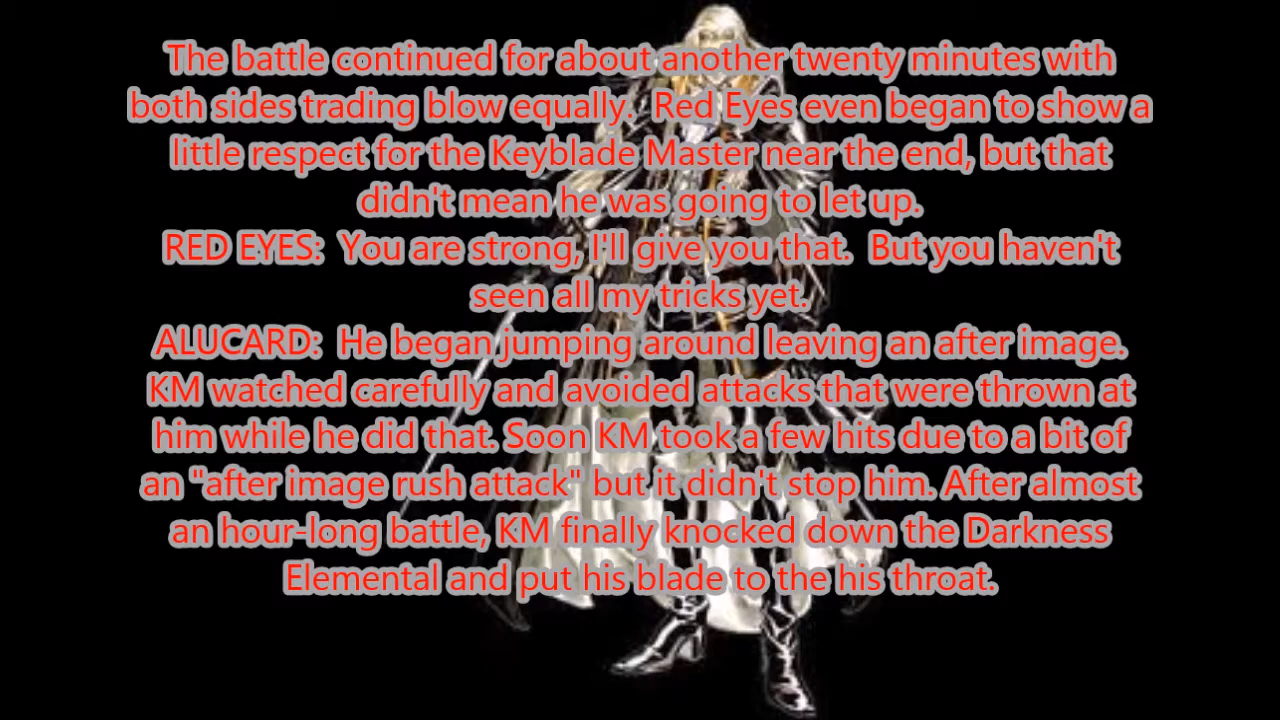 The battle continued for about another twenty minutes with
both sides trading blow equally.  Red Eyes even began to show a
little respect for the Keyblade Master near the end, but that
didn't mean he was going to let up.
RED EYES:  You are strong, I'll give you that.  But you haven't
seen all my tricks yet.
ALUCARD:  He began jumping around leaving an after image.
KM watched carefully and avoided attacks that were thrown at
him while he did that. Soon KM took a few hits due to a bit of
an "after image rush attack" but it didn't stop him. After almost
an hour-long battle, KM finally knocked down the Darkness
Elemental and put his blade to the his throat.